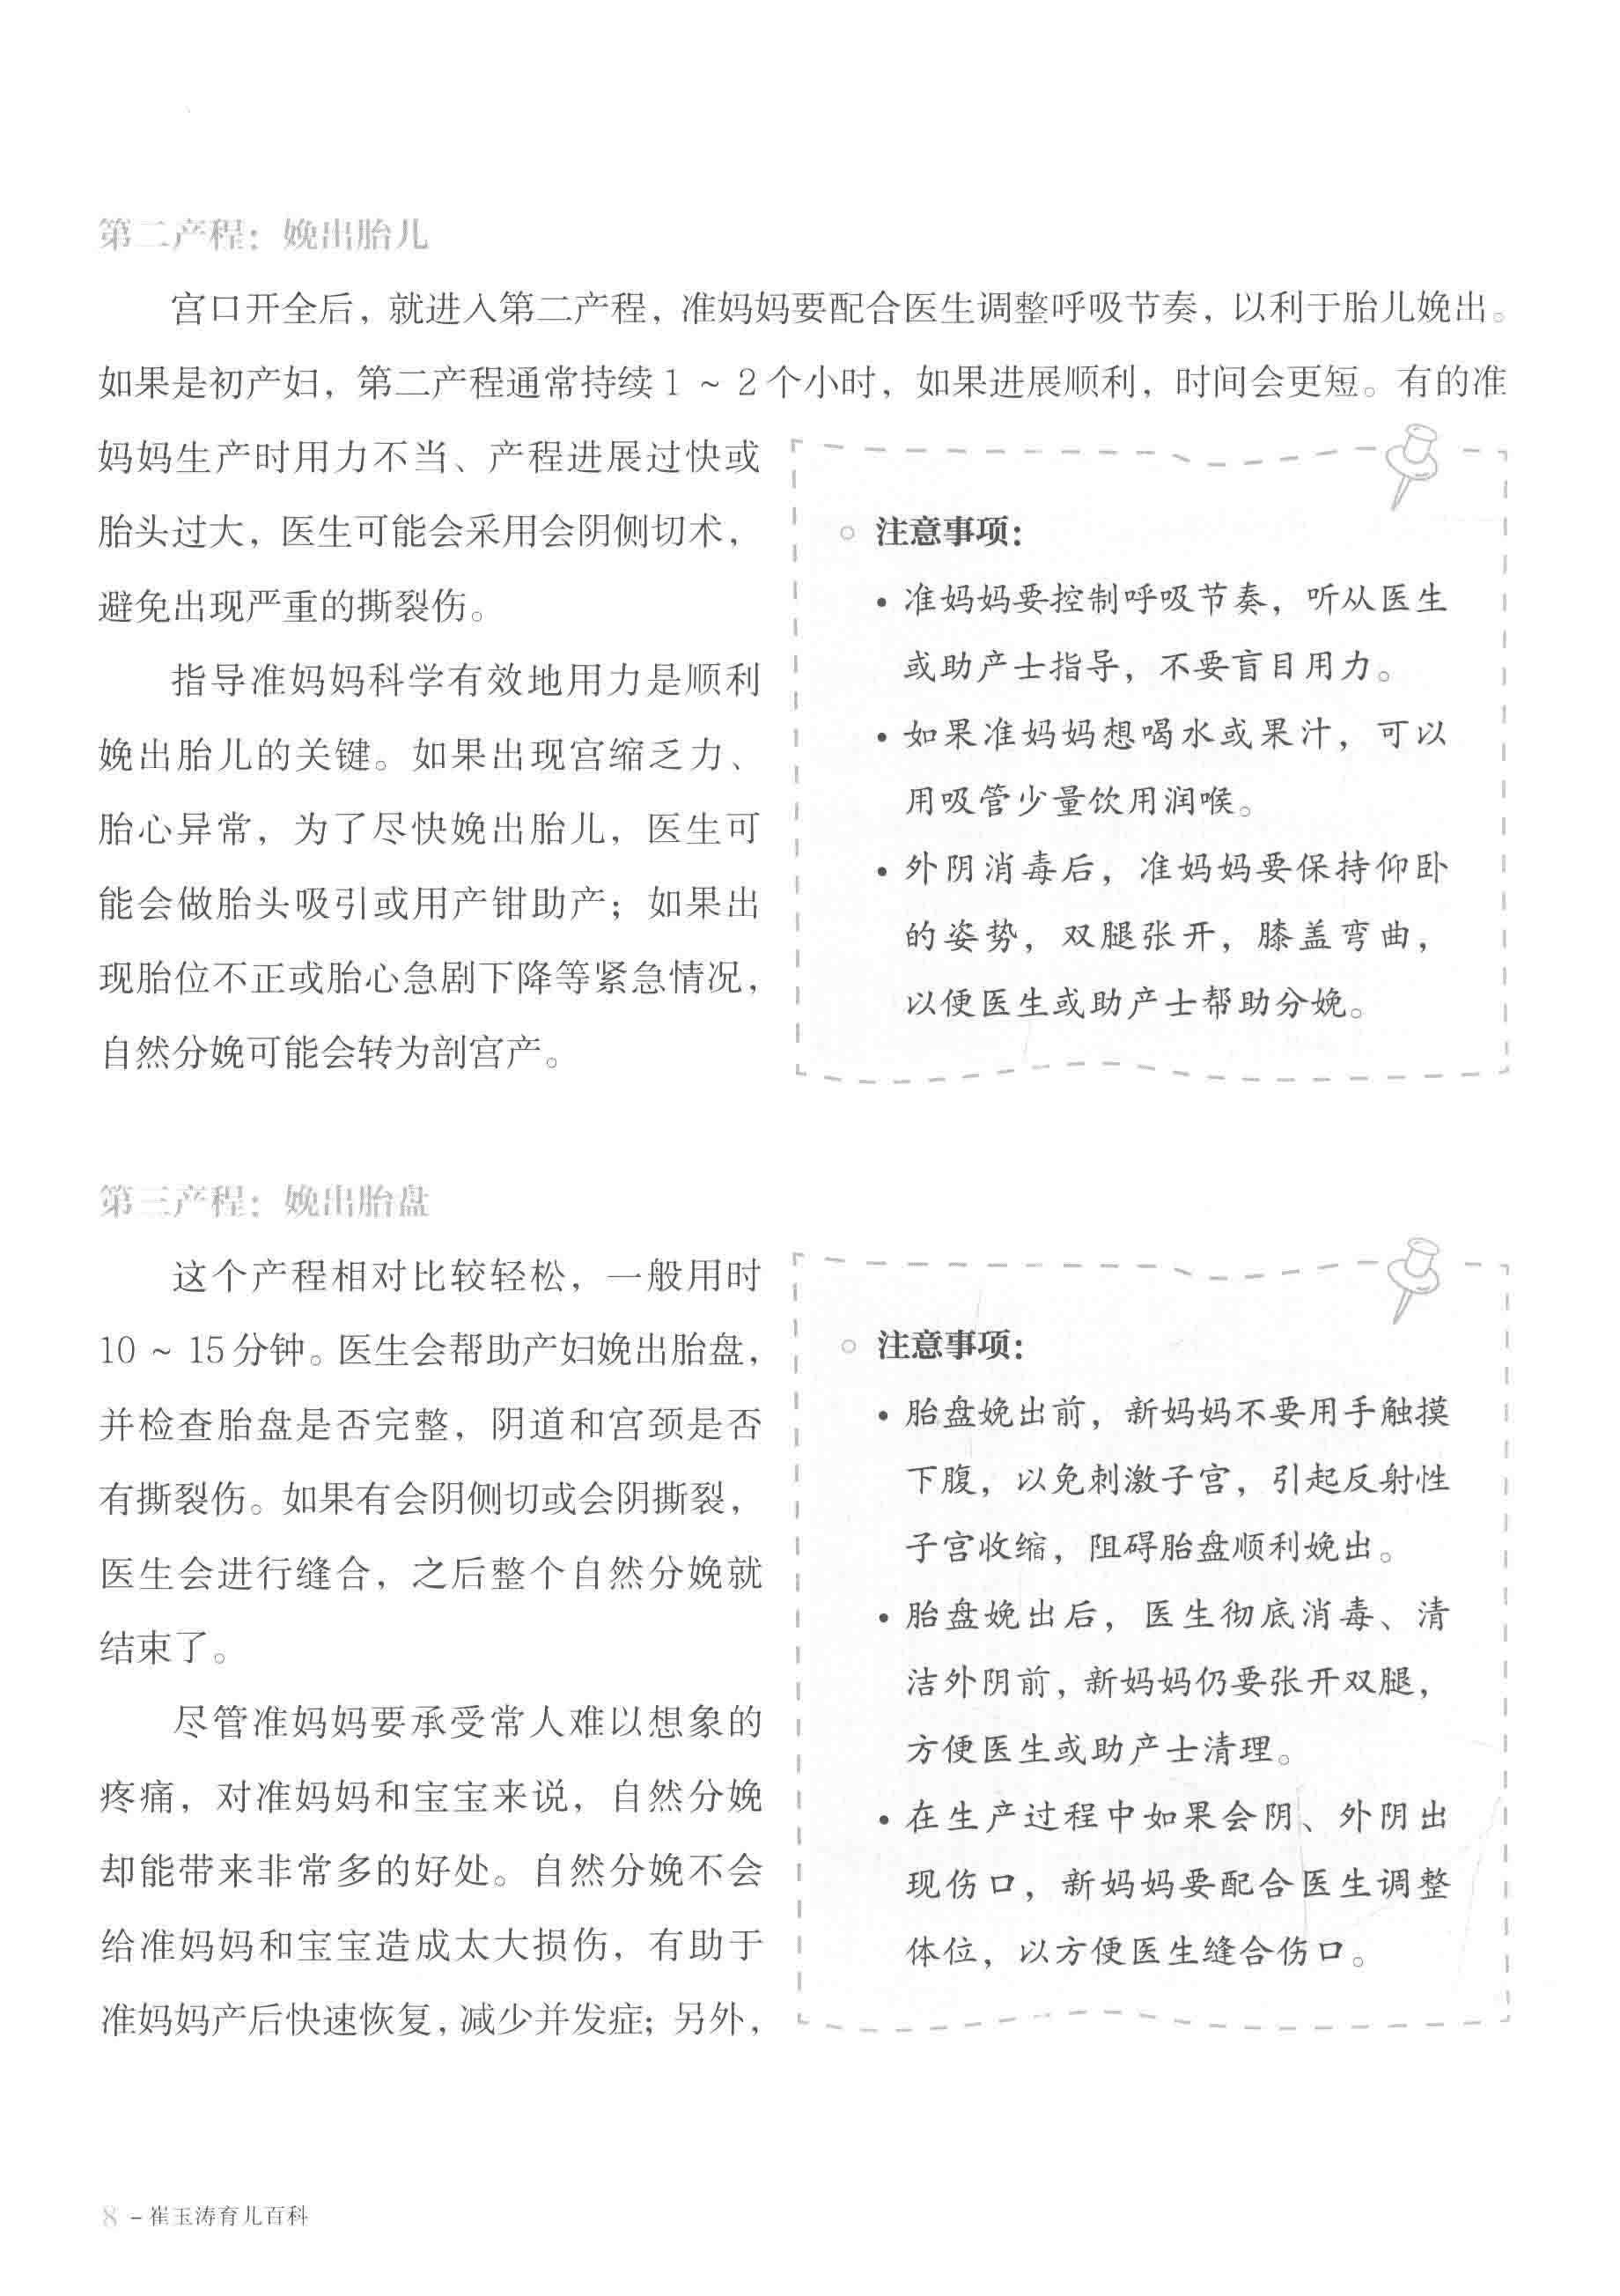 第二产程：娩出胎儿
宫口开全后，就进入第二产程，准妈妈要配合医生调整呼吸节奏，以利于胎儿娩出。
如果是初产妇，第二产程通常持续1 ~ 2个小时，如果进展顺利，时间会更短。有的准
妈妈生产时用力不当、产程进展过快或
胎头过大，医生可能会采用会阴侧切术，
避免出现严重的撕裂伤。
指导准妈妈科学有效地用力是顺利
娩出胎儿的关键。如果出现宫缩乏力、
胎心异常，为了尽快娩出胎儿，医生可
能会做胎头吸引或用产钳助产；如果出
现胎位不正或胎心急剧下降等紧急情况，
自然分娩可能会转为剖宫产。
注意事项：
• 准妈妈要控制呼吸节奏，听从医生
或助产士指导，不要盲目用力。
• 如果准妈妈想喝水或果汁，可以
用吸管少量饮用润喉。
• 外阴消毒后，准妈妈要保持仰卧
的姿势，双腿张开，膝盖弯曲，
以便医生或助产士帮助分娩。
第三产程：娩出胎盘
这个产程相对比较轻松，一般用时
10 ~ 15分钟。医生会帮助产妇娩出胎盘，
并检查胎盘是否完整，阴道和宫颈是否
有撕裂伤。如果有会阴侧切或会阴撕裂，
医生会进行缝合，之后整个自然分娩就
结束了。
尽管准妈妈要承受常人难以想象的
疼痛，对准妈妈和宝宝来说，自然分娩
却能带来非常多的好处。自然分娩不会
给准妈妈和宝宝造成太大损伤，有助于
准妈妈产后快速恢复，减少并发症；另外，
注意事项：
• 胎盘娩出前，新妈妈不要用手触摸
下腹，以免刺激子宫，引起反射性
子宫收缩，阻碍胎盘顺利娩出。
• 胎盘娩出后，医生彻底消毒、清
洁外阴前，新妈妈仍要张开双腿，
方便医生或助产士清理。
• 在生产过程中如果会阴、外阴出
现伤口，新妈妈要配合医生调整
体位，以方便医生缝合伤口。
8 – 崔玉涛育儿百科